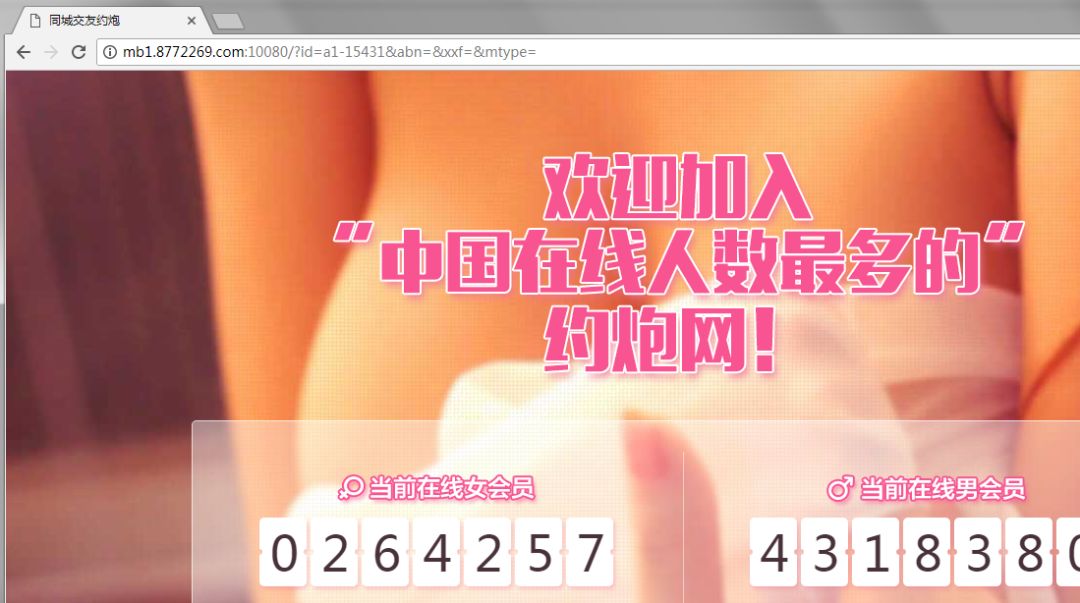 同城交友约炮
mb1.8772269.com:10080/?id=a1-15431&abn=&xxf=&mtype=
欢迎加入
"中国在线人数最多的"
约炮网！
当前在线女会员
当前在线男会员
0264257
4318380